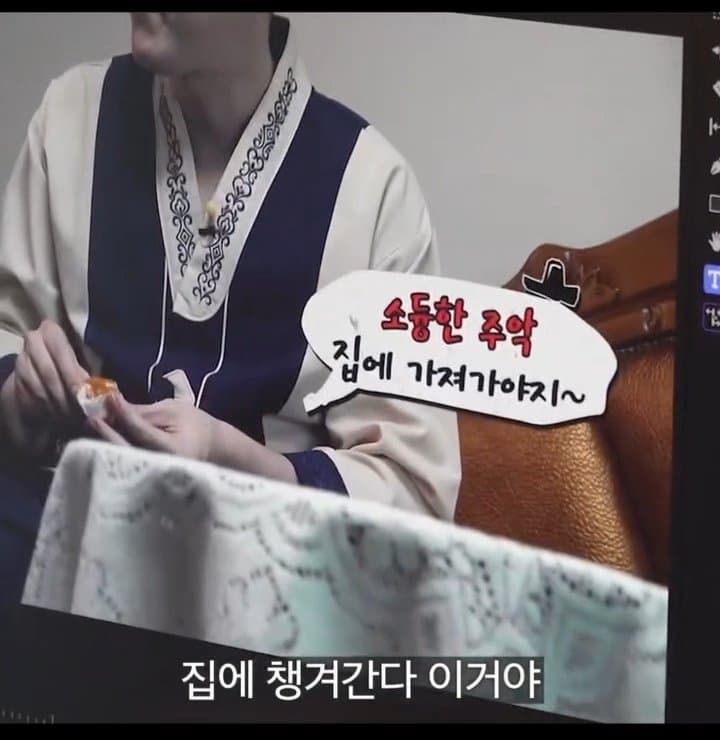 소듕한 주악
집에 가져가야지~
집에 챙겨간다 이거야